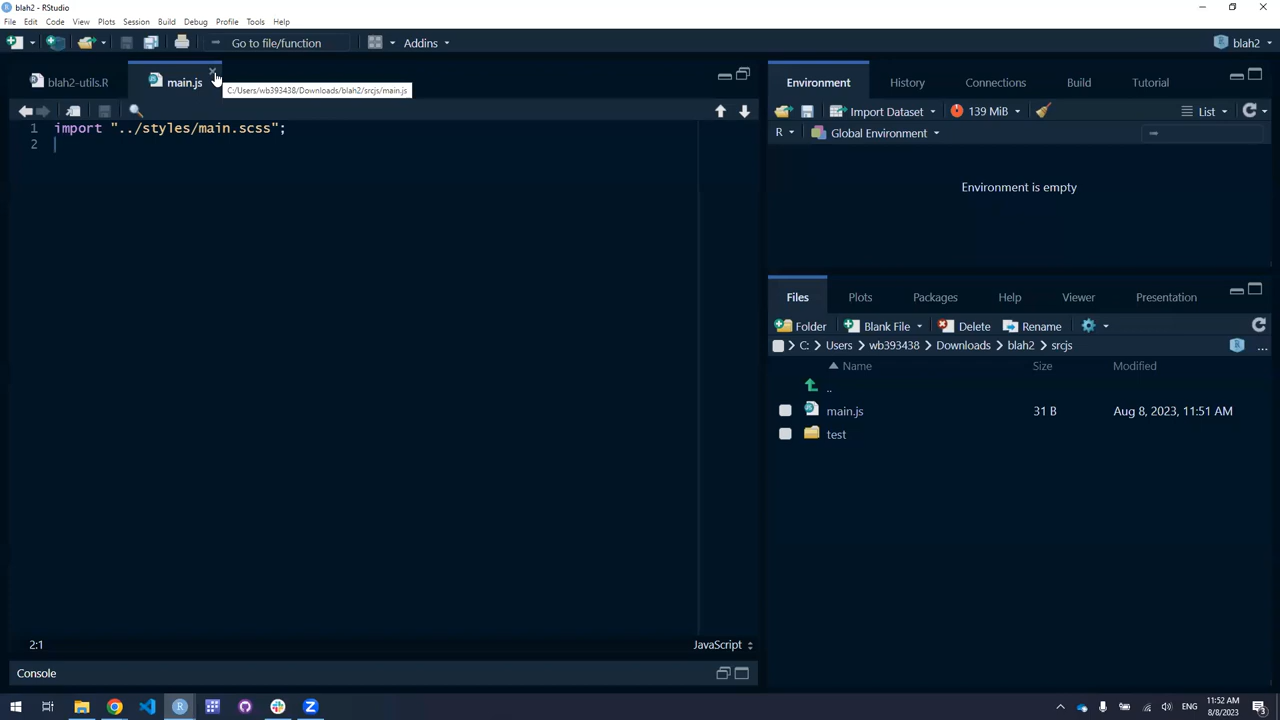 blah2 - RStudio
File Edit Code View Plots Session Build Debug Profile Tools Help
Go to file/function
Addins
blah2
blah2-utils.R
main.js
C:/Users/wb393438/Downloads/blah2/srcjs/main.js
1 import "../styles/main.scss";
2
2:1
JavaScript
Console
Environment History Connections Build Tutorial
Import Dataset 139 MiB List
R Global Environment
Environment is empty
Files Plots Packages Help Viewer Presentation
Folder Blank File Delete Rename
C: Users wb393438 Downloads blah2 srcjs ...
Name Size Modified
..
main.js 31 B Aug 8, 2023, 11:51 AM
test
ENG
11:52 AM
8/8/2023
3